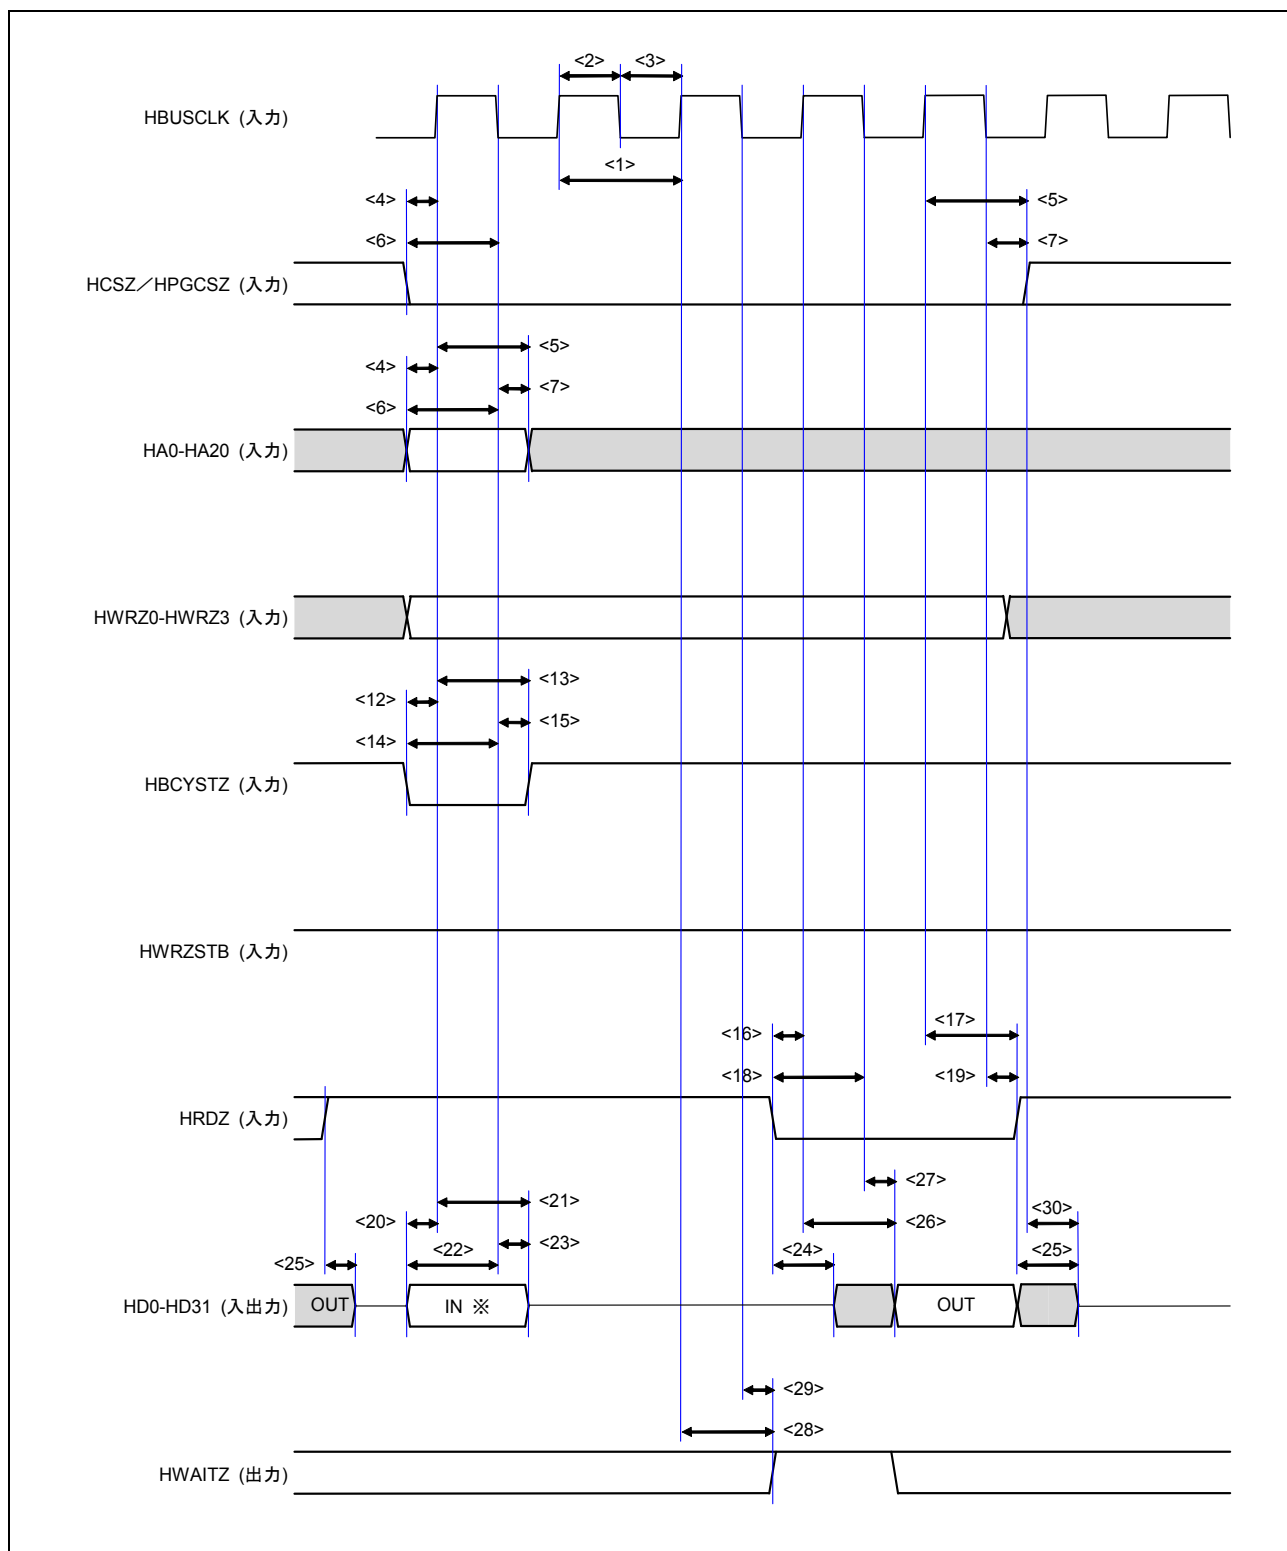 <2> <3>
HBUSCLK (入力)
<1>
<4> <5>
<6> <7>
HCSZ／HPGCSZ (入力)
<5>
<4>
<7>
<6>
HA0-HA20 (入力)
HWRZ0-HWRZ3 (入力)
<13>
<12>
<15>
<14>
HBCYSTZ (入力)
HWRZSTB (入力)
<16> <17>
<18> <19>
HRDZ (入力)
<27>
<21> <30>
<20> <26>
<22> <23> <24> <25>
<25>
HD0-HD31 (入出力) OUT IN ※ OUT
<29>
<28>
HWAITZ (出力)